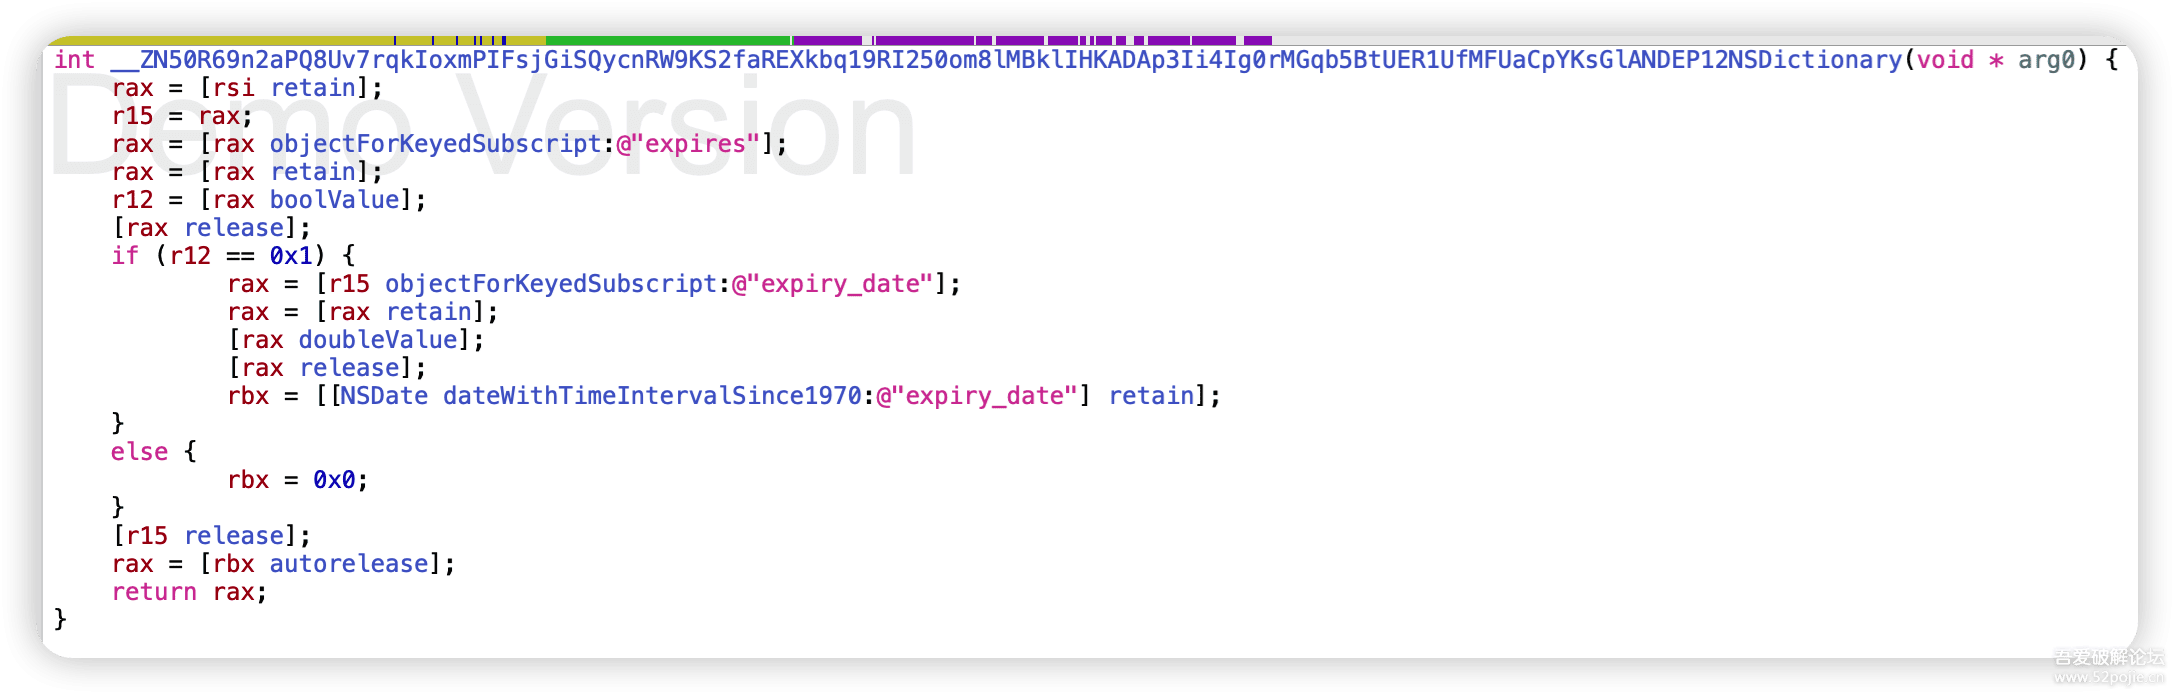 int __ZN50R69n2aPQ8Uv7rqkIoxmPIFsjGiSQycnRW9KS2faREXkbq19RI250om8lMBklIHKADAp3Ii4Ig0rMGqb5BtUER1UfMFUaCpYKsGlANDEP12NSDictionary(void * arg0) {
rax = [rsi retain];
r15 = rax;
rax = [rax objectForKeyedSubscript:@"expires"];
rax = [rax retain];
r12 = [rax boolValue];
[rax release];
if (r12 == 0x1) {
rax = [r15 objectForKeyedSubscript:@"expiry_date"];
rax = [rax retain];
[rax doubleValue];
[rax release];
rbx = [[NSDate dateWithTimeIntervalSince1970:@"expiry_date"] retain];
}
else {
rbx = 0x0;
}
[r15 release];
rax = [rbx autorelease];
return rax;
}
Demo Version
吾爱破解论坛
www.52pojie.cn